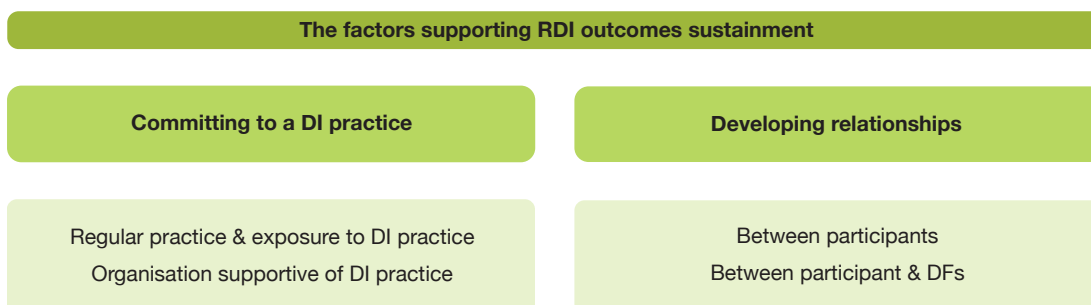 The factors supporting RDI outcomes sustainment
Committing to a DI practice
Developing relationships
Regular practice & exposure to DI practice
Organisation supportive of DI practice
Between participants
Between participant & DFs